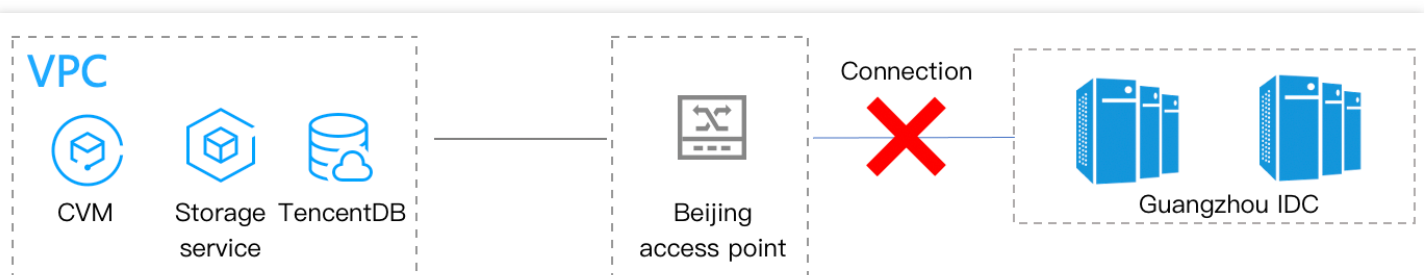 VPC
CVM
Storage
service
TencentDB
Beijing
access point
Connection
Guangzhou IDC